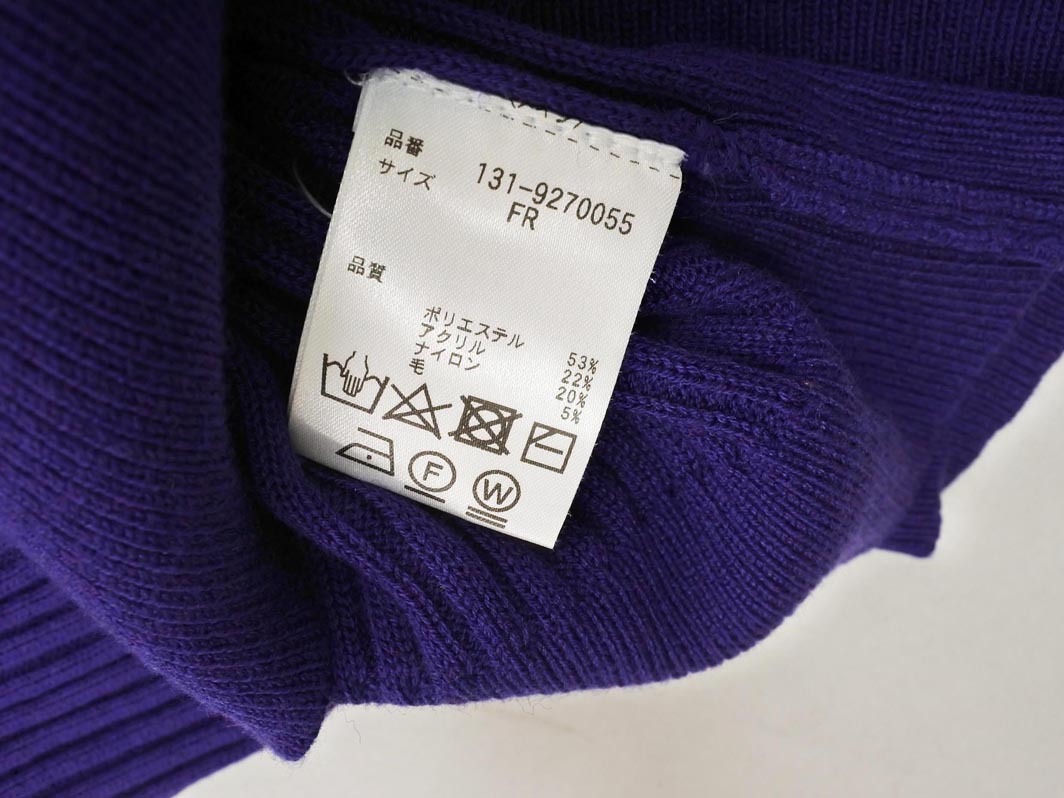 品番 131-9270055
サイズ FR
品質
ポリエステル 53%
アクリル 22%
ナイロン 20%
毛 5%
F W